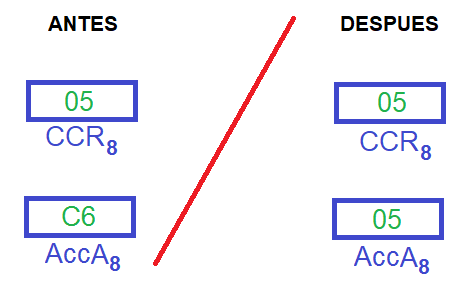 ANTES DESPUES
05 05
CCR8 CCR8
C6 05
AccA8 AccA8